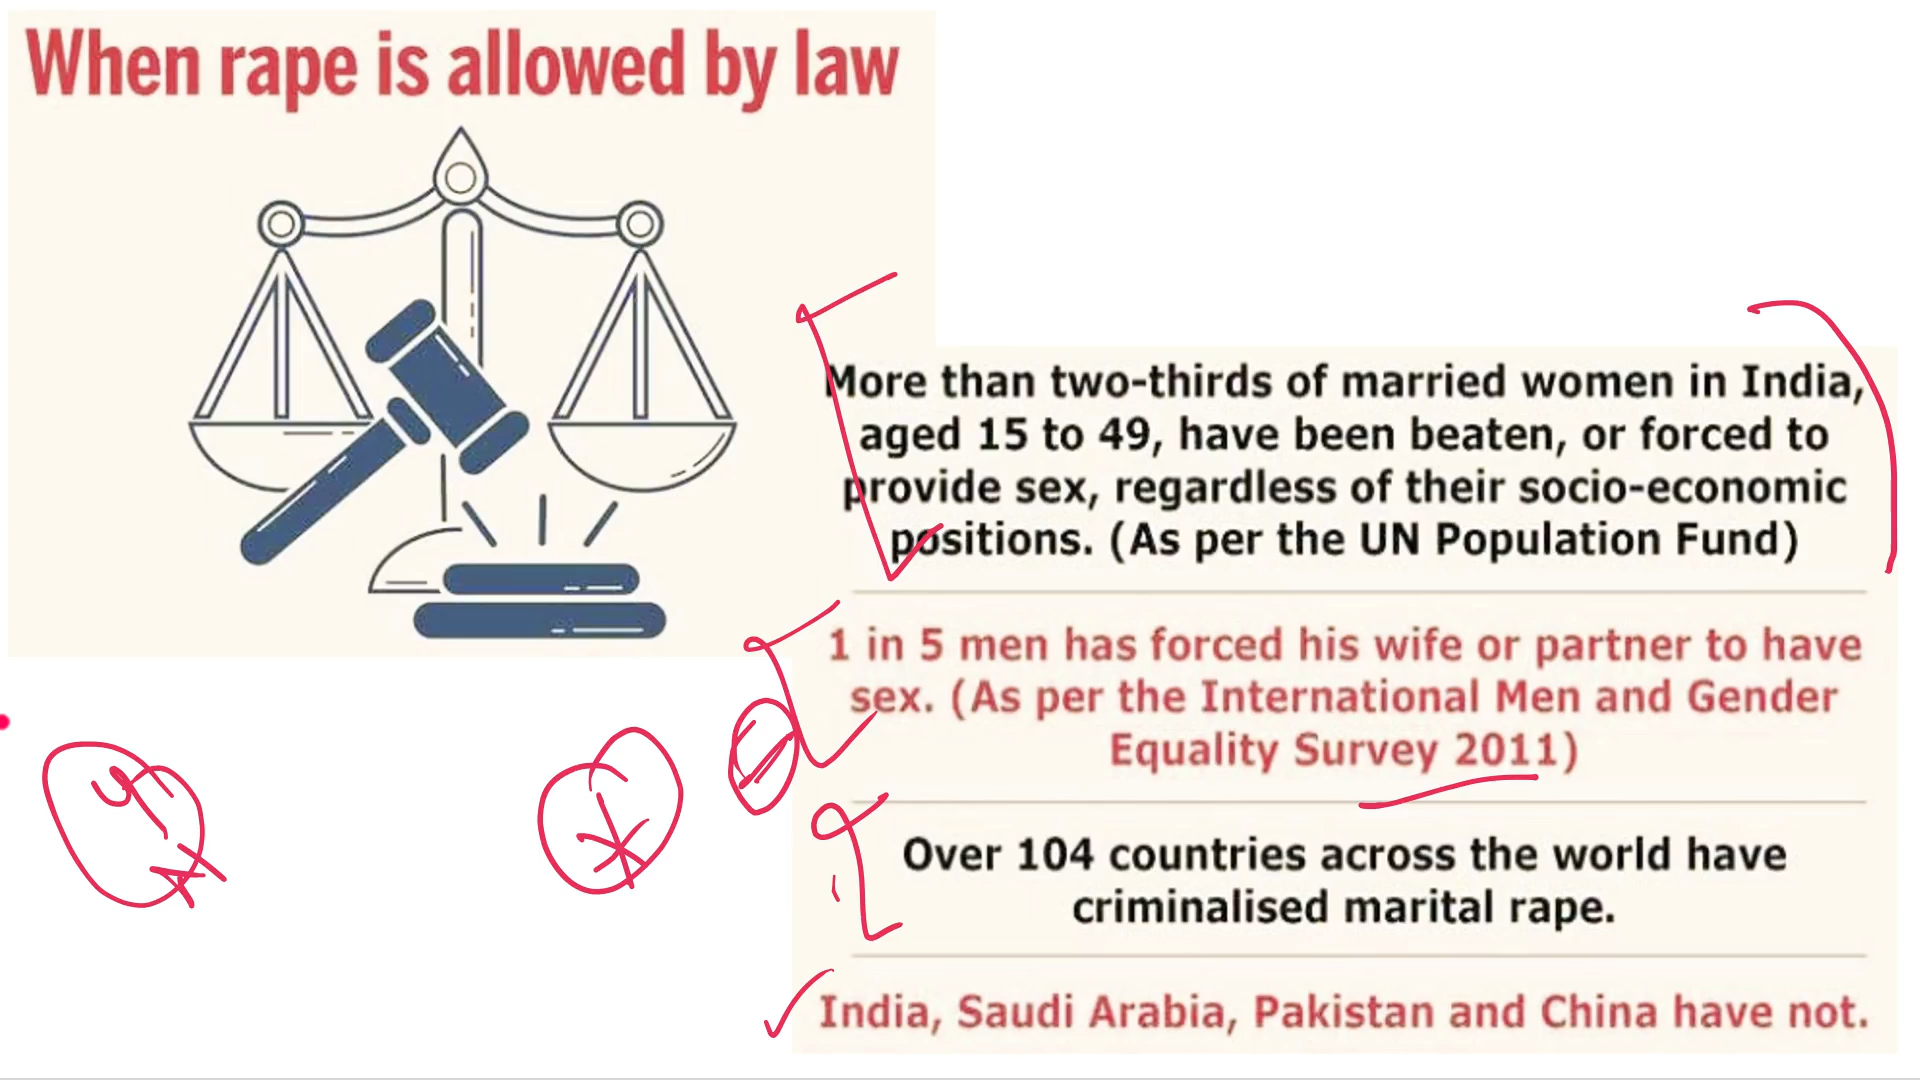 When rape is allowed by law
More than two-thirds of married women in India,
aged 15 to 49, have been beaten, or forced to
provide sex, regardless of their socio-economic
positions. (As per the UN Population Fund)
1 in 5 men has forced his wife or partner to have
sex. (As per the International Men and Gender
Equality Survey 2011)
Over 104 countries across the world have
criminalised marital rape.
India, Saudi Arabia, Pakistan and China have not.